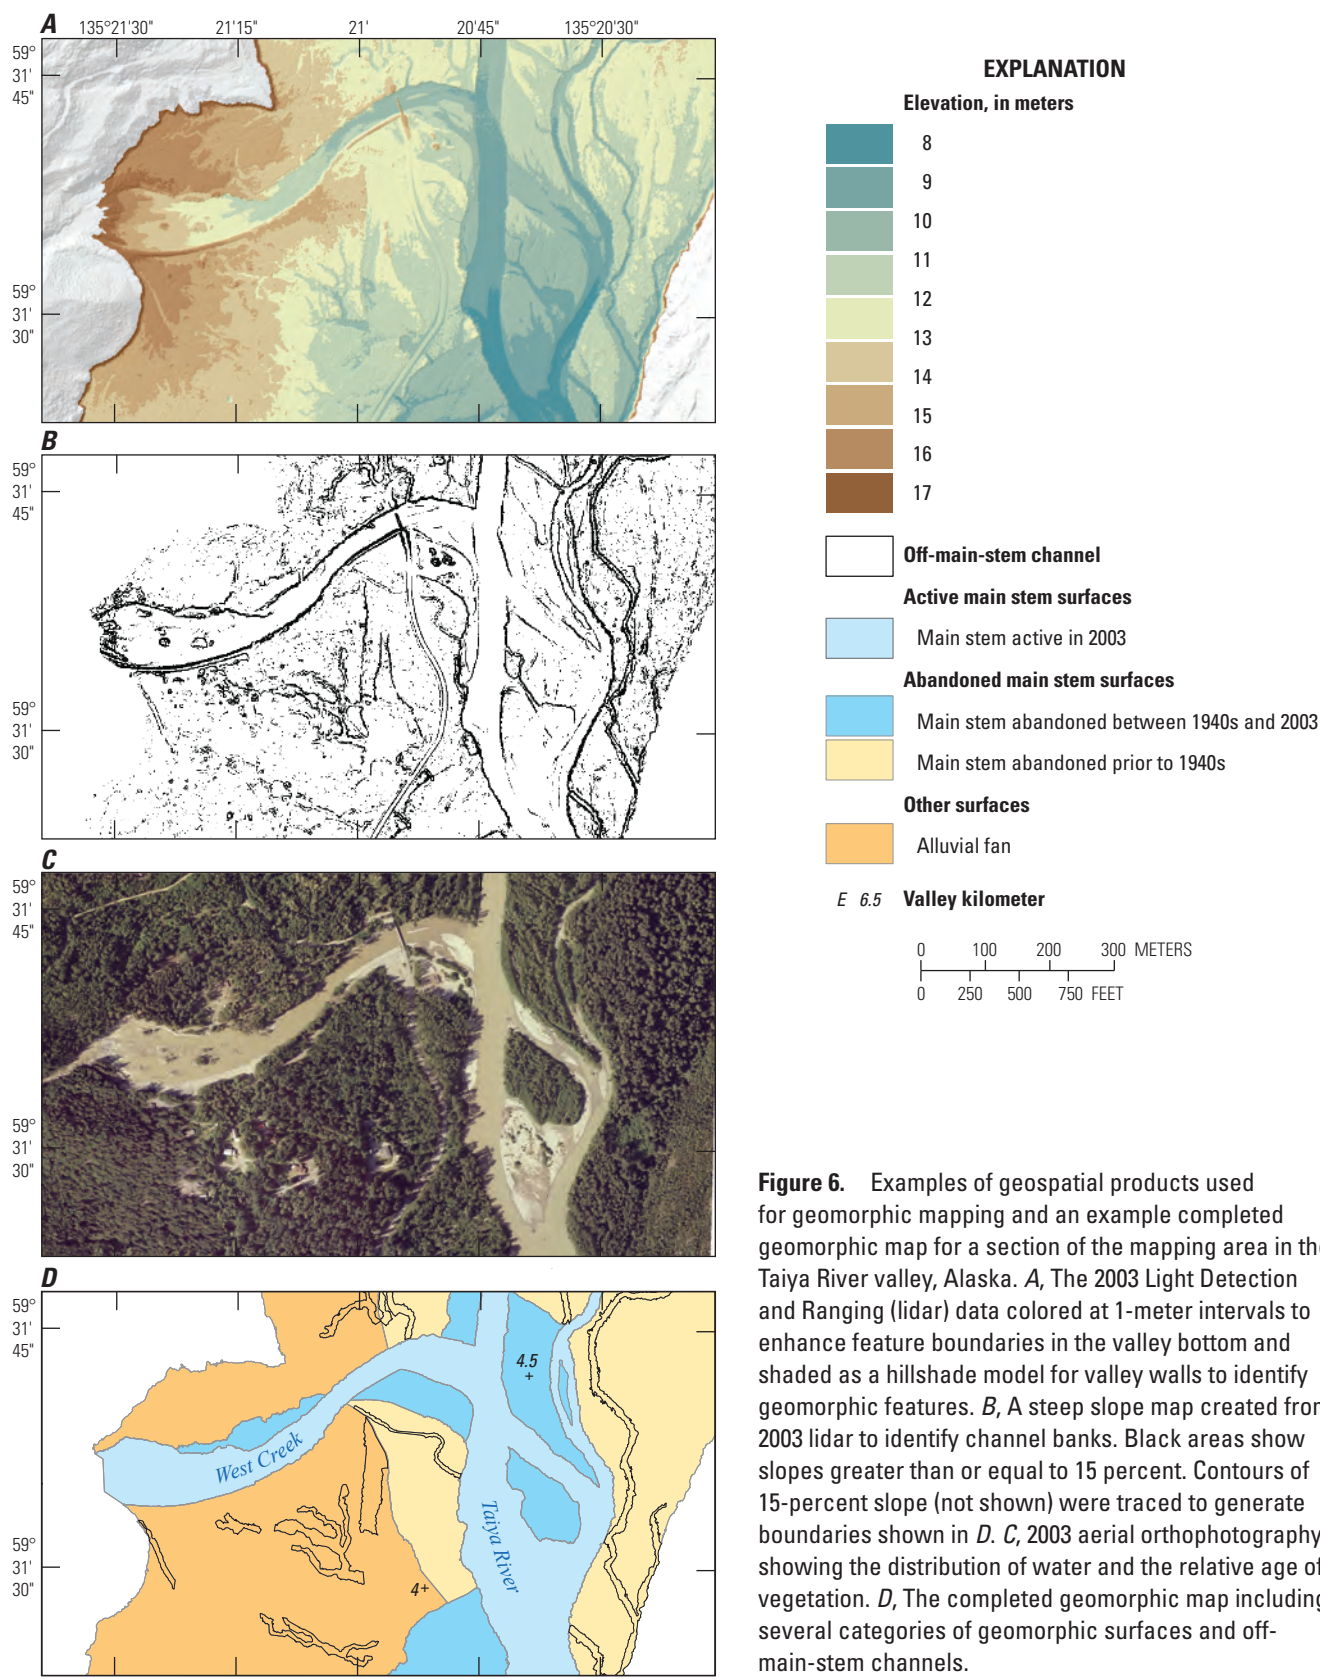 A
135°21'30"
21'15"
21'
20'45"
135°20'30"
59°
31'
45"
59°
31'
30"
B
59°
31'
45"
59°
31'
30"
C
59°
31'
45"
59°
31'
30"
D
59°
31'
45"
59°
31'
30"
4.5
+
West Creek
Taiya River
4+
EXPLANATION
Elevation, in meters
8
9
10
11
12
13
14
15
16
17
Off-main-stem channel
Active main stem surfaces
Main stem active in 2003
Abandoned main stem surfaces
Main stem abandoned between 1940s and 2003
Main stem abandoned prior to 1940s
Other surfaces
Alluvial fan
E 6.5 Valley kilometer
0 100 200 300 METERS
0 250 500 750 FEET
Figure 6. Examples of geospatial products used
for geomorphic mapping and an example completed
geomorphic map for a section of the mapping area in the
Taiya River valley, Alaska. A, The 2003 Light Detection
and Ranging (lidar) data colored at 1-meter intervals to
enhance feature boundaries in the valley bottom and
shaded as a hillshade model for valley walls to identify
geomorphic features. B, A steep slope map created from
2003 lidar to identify channel banks. Black areas show
slopes greater than or equal to 15 percent. Contours of
15-percent slope (not shown) were traced to generate
boundaries shown in D. C, 2003 aerial orthophotography
showing the distribution of water and the relative age of
vegetation. D, The completed geomorphic map including
several categories of geomorphic surfaces and off-
main-stem channels.